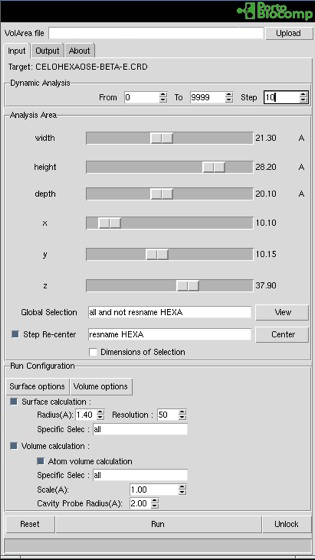 Porto
Biocomp
VolArea file Upload
Input Output About
Target: CELOHEXAOSE-BETA-E.CRD
Dynamic Analysis
From 0 To 9999 Step 10
Analysis Area
width 21.30 A
height 28.20 A
depth 20.10 A
x 10.10
y 10.15
z 37.90
Global Selection all and not resname HEXA View
Step Re-center resname HEXA Center
Dimensions of Selection
Run Configuration
Surface options Volume options
Surface calculation :
Radius(A): 1.40 Resolution : 50
Specific Selec : all
Volume calculation :
Atom volume calculation
Specific Selec : all
Scale(A): 1.00
Cavity Probe Radius(A): 2.00
Reset Run Unlock